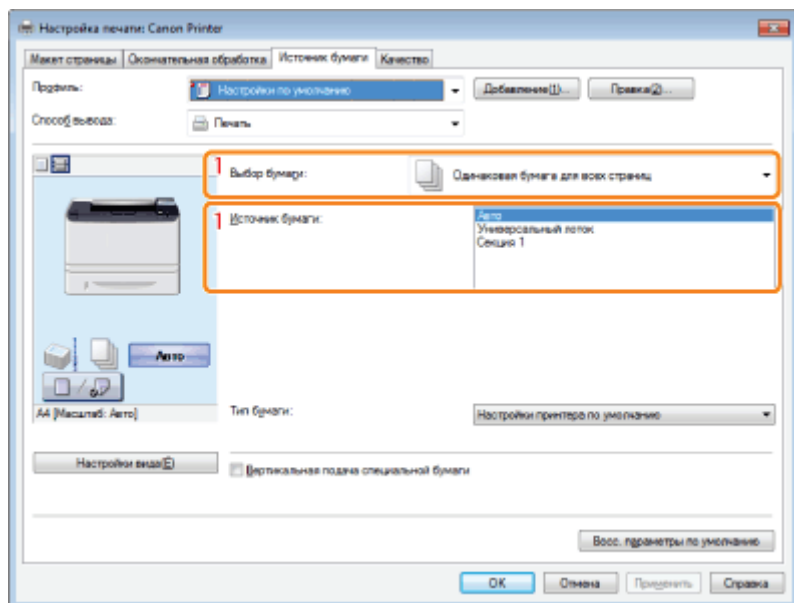 Настройка печати: Canon Printer
Макет страницы Окончательная обработка Источник бумаги Качество
Профиль: Настройки по умолчанию Добавление(1)... Правка(2)...
Способ вывода: Печать
1 Выбор бумаги: Одинаковая бумага для всех страниц
1 Источник бумаги: Авто
Универсальный лоток
Секция 1
Авто
A4 [Масштаб: Авто]
Тип бумаги: Настройки принтера по умолчанию
Настройки вида(E)
Вертикальная подача специальной бумаги
Восс. параметры по умолчанию
OK Отмена Применить Справка